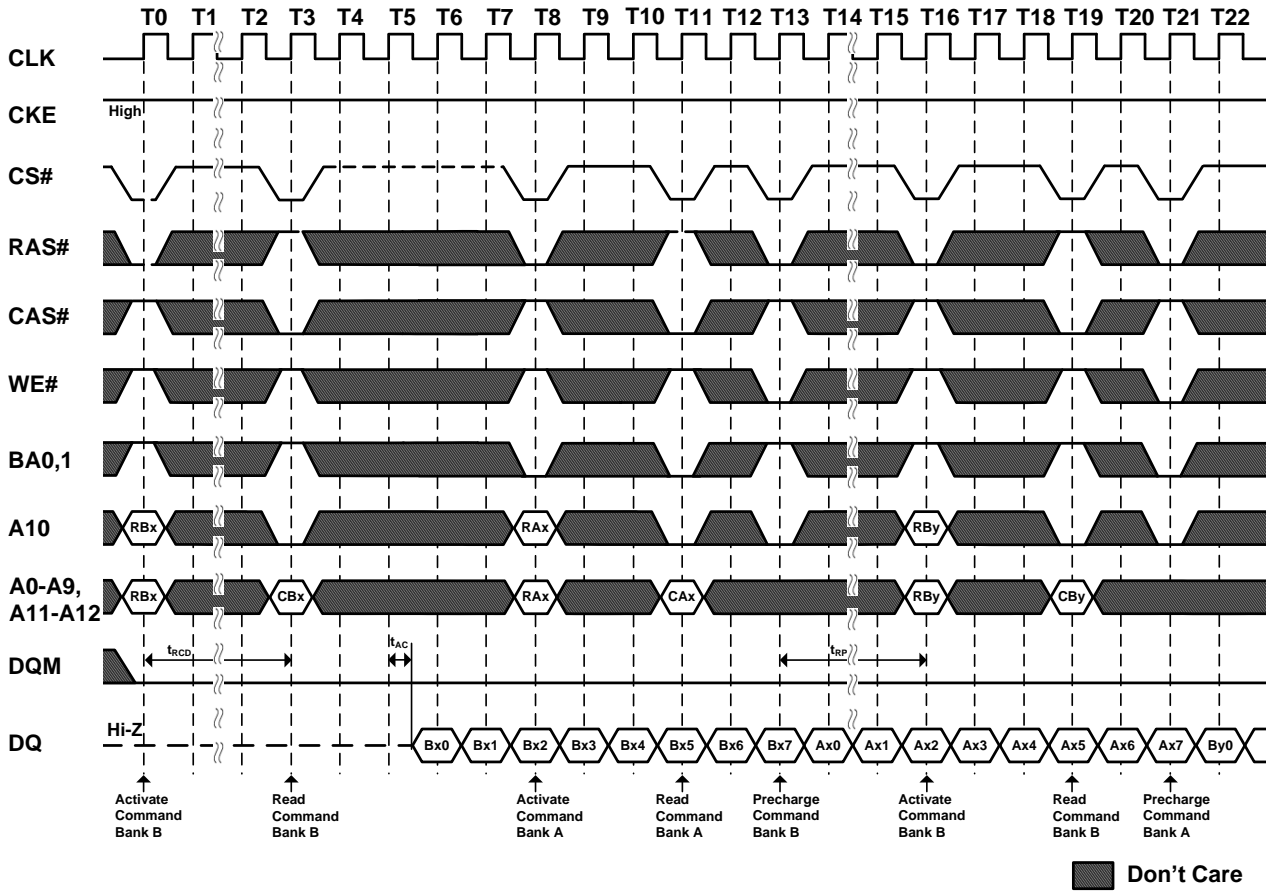 T0 T1 T2 T3 T4 T5 T6 T7 T8 T9 T10 T11 T12 T13 T14 T15 T16 T17 T18 T19 T20 T21 T22
CLK
CKE High
CS#
RAS#
CAS#
WE#
BA0,1
A10 RBx RAx RBy
A0-A9,
A11-A12 RBx CBx RAx CAx RBy CBy
tRCD tAC tRP
DQM
Hi-Z
DQ Bx0 Bx1 Bx2 Bx3 Bx4 Bx5 Bx6 Bx7 Ax0 Ax1 Ax2 Ax3 Ax4 Ax5 Ax6 Ax7 By0
Activate
Command
Bank B
Read
Command
Bank B
Activate
Command
Bank A
Read
Command
Bank A
Precharge
Command
Bank B
Activate
Command
Bank B
Read
Command
Bank B
Precharge
Command
Bank A
Don't Care